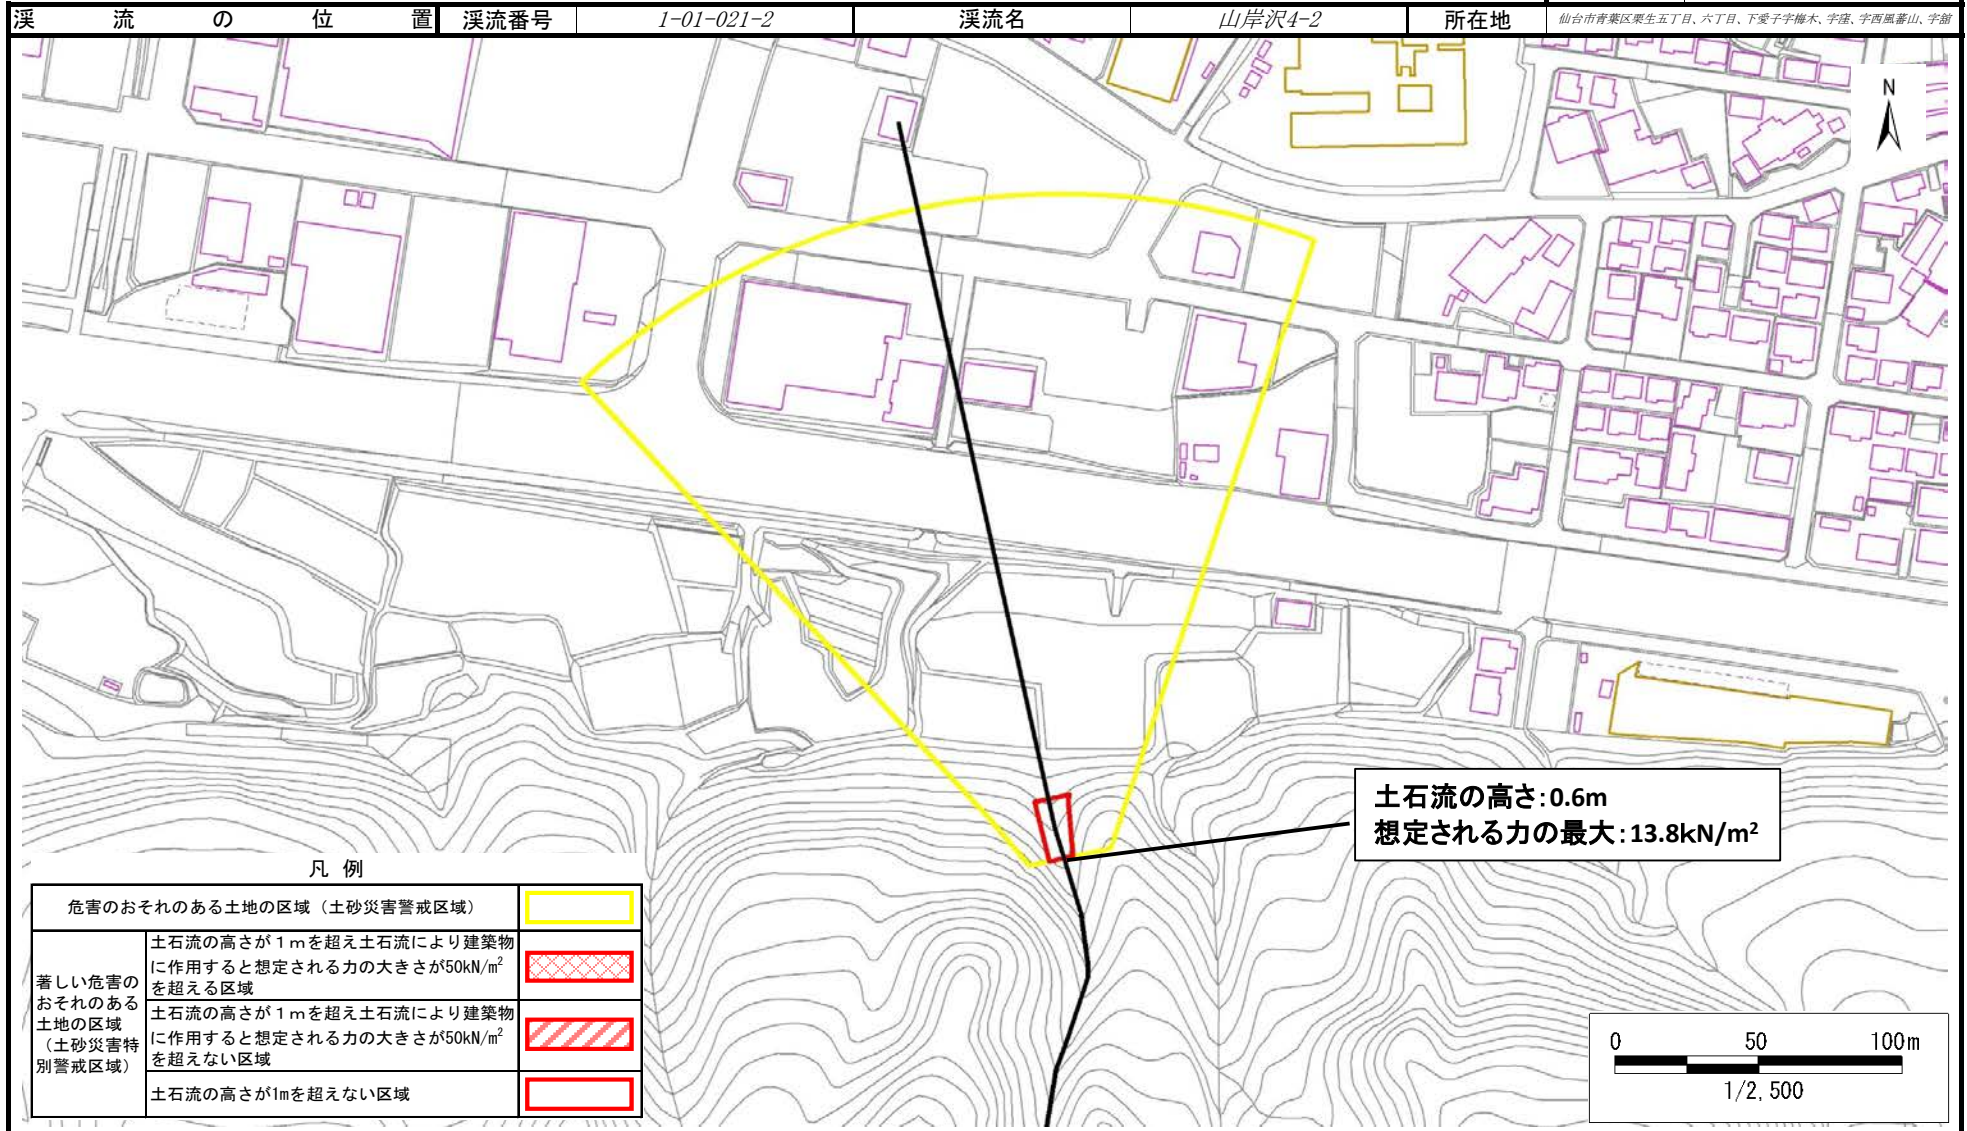 渓流の位置 渓流番号 1-01-021-2 渓流名 山岸沢4-2 所在地 仙台市青葉区栗生五丁目、六丁目、下愛子字梅木、字窪、字西風蕃山、字舘
N
土石流の高さ:0.6m
想定される力の最大:13.8kN/m²
凡 例
危害のおそれのある土地の区域（土砂災害警戒区域）
著しい危害の
おそれのある
土地の区域
（土砂災害特
別警戒区域）
土石流の高さが１ｍを超え土石流により建築物
に作用すると想定される力の大きさが50kN/m²
を超える区域
土石流の高さが１ｍを超え土石流により建築物
に作用すると想定される力の大きさが50kN/m²
を超えない区域
土石流の高さが1mを超えない区域
0 50 100m
1/2,500